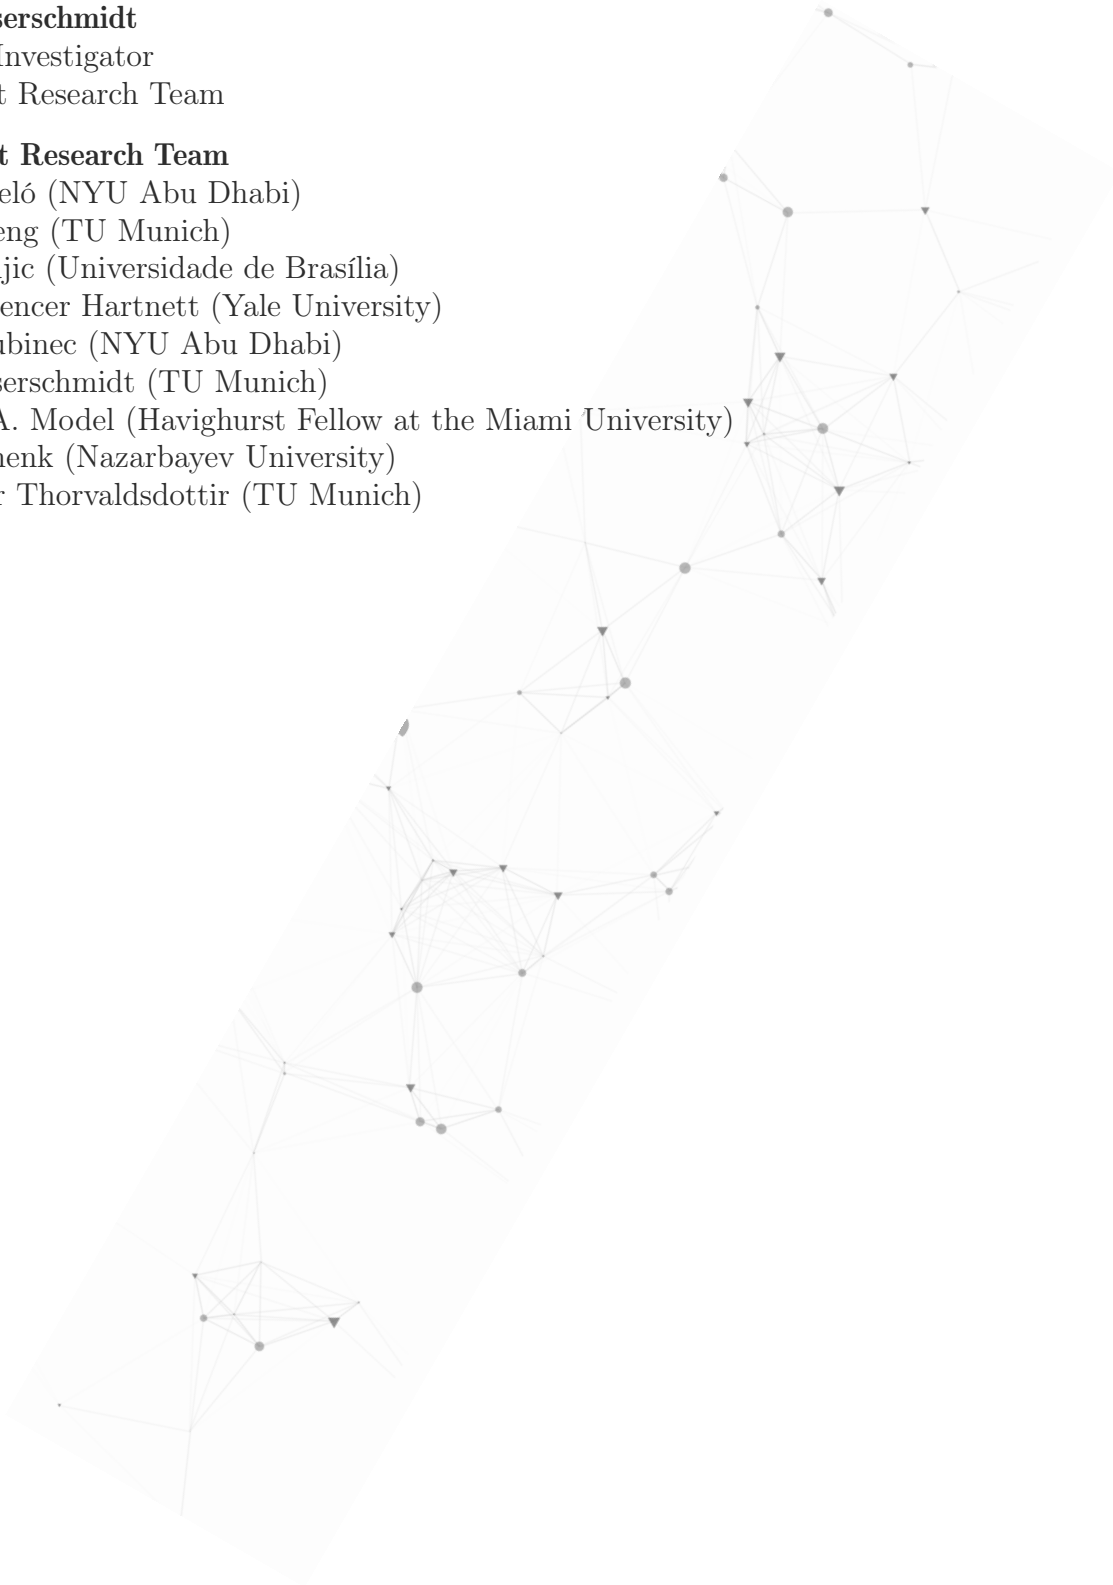 serschmidt
Investigator
t Research Team
t Research Team
eló (NYU Abu Dhabi)
eng (TU Munich)
jic (Universidade de Brasília)
encer Hartnett (Yale University)
ubinec (NYU Abu Dhabi)
serschmidt (TU Munich)
A. Model (Havighurst Fellow at the Miami University)
henk (Nazarbayev University)
r Thorvaldsdottir (TU Munich)